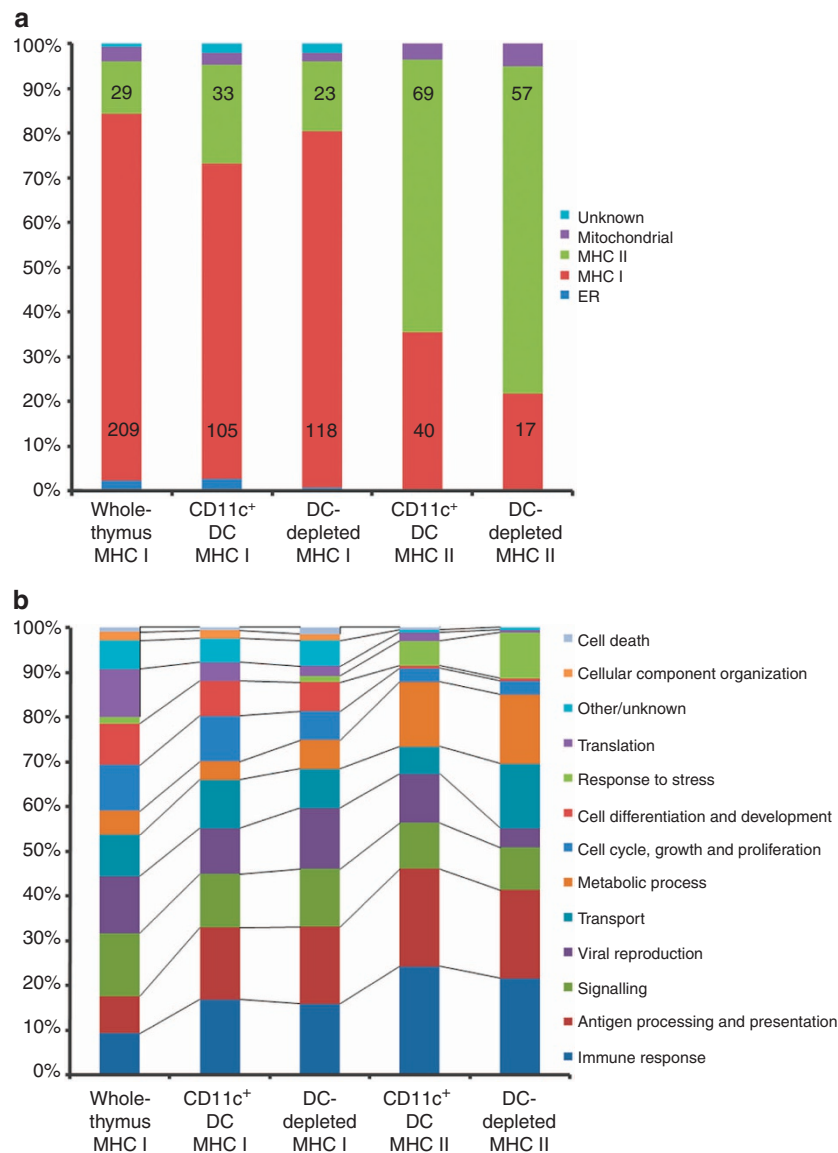 a
100%
90%
80%
70%
60%
50%
40%
30%
20%
10%
0%
29
33
23
69
57
209
105
118
40
17
Whole-
thymus
MHC I
CD11c+
DC
MHC I
DC-
depleted
MHC I
CD11c+
DC
MHC II
DC-
depleted
MHC II
Unknown
Mitochondrial
MHC II
MHC I
ER
b
100%
90%
80%
70%
60%
50%
40%
30%
20%
10%
0%
Whole-
thymus
MHC I
CD11c+
DC
MHC I
DC-
depleted
MHC I
CD11c+
DC
MHC II
DC-
depleted
MHC II
Cell death
Cellular component organization
Other/unknown
Translation
Response to stress
Cell differentiation and development
Cell cycle, growth and proliferation
Metabolic process
Transport
Viral reproduction
Signalling
Antigen processing and presentation
Immune response